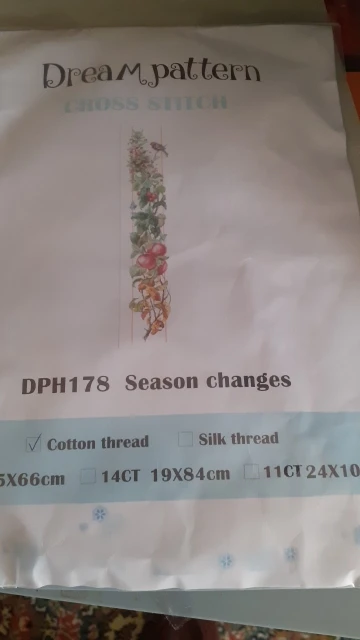 Dream pattern
CROSS STITCH
DPH178 Season changes
Cotton thread Silk thread
5X66cm 14CT 19X84cm 11CT 24X10